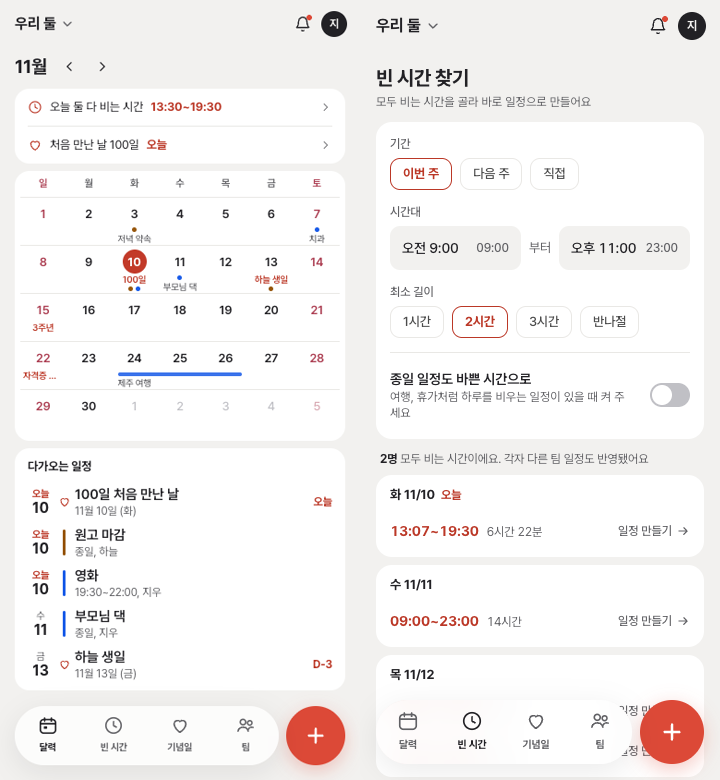 우리 둘
지
11월
오늘 둘 다 비는 시간 13:30~19:30
처음 만난 날 100일 오늘
일 월 화 수 목 금 토
1 2 3 4 5 6 7
저녁 약속 치과
8 9 10 11 12 13 14
100일 부모님 댁 하늘 생일
15 16 17 18 19 20 21
3주년
22 23 24 25 26 27 28
자격증 ... 제주 여행
29 30 1 2 3 4 5
다가오는 일정
오늘 10 100일 처음 만난 날 오늘
11월 10일 (화)
오늘 10 원고 마감
종일, 하늘
오늘 10 영화
19:30~22:00, 지우
수 11 부모님 댁
종일, 지우
금 13 하늘 생일 D-3
11월 13일 (금)
달력 빈 시간 기념일 팀
우리 둘
지
빈 시간 찾기
모두 비는 시간을 골라 바로 일정으로 만들어요
기간
이번 주 다음 주 직접
시간대
오전 9:00 09:00 부터 오후 11:00 23:00
최소 길이
1시간 2시간 3시간 반나절
종일 일정도 바쁜 시간으로
여행, 휴가처럼 하루를 비우는 일정이 있을 때 켜 주
세요
2명 모두 비는 시간이에요. 각자 다른 팀 일정도 반영됐어요
화 11/10 오늘
13:07~19:30 6시간 22분 일정 만들기
수 11/11
09:00~23:00 14시간 일정 만들기
목 11/12
달력 빈 시간 기념일 팀